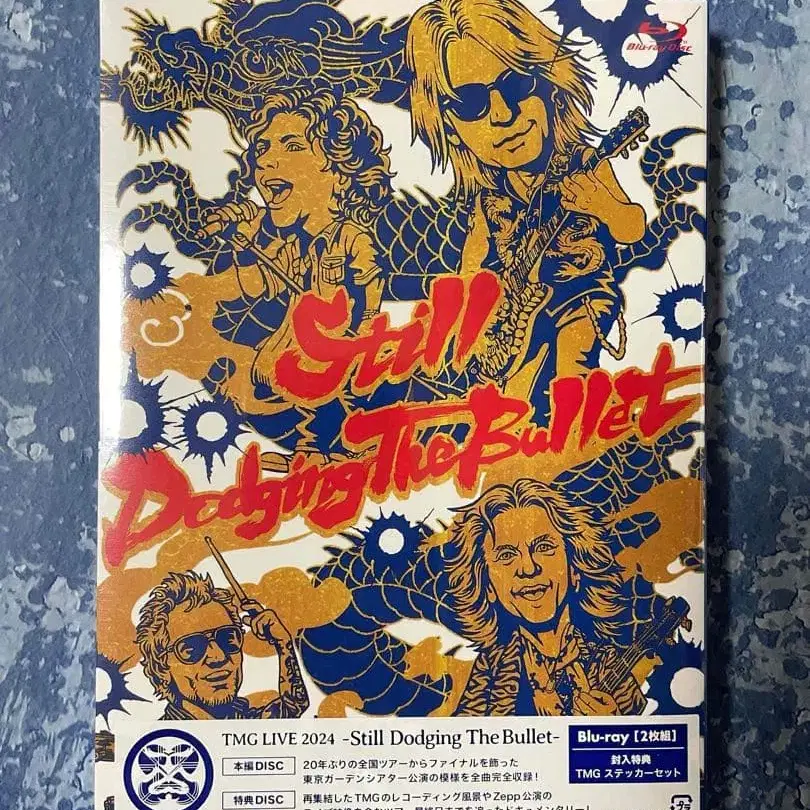 Blu-ray Disc
Still
Dodging The Bullet
TMG LIVE 2024 -Still Dodging The Bullet-
本編DISC
20年ぶりの全国ツアーからファイナルを飾った
東京ガーデンシアター公演の模様を全曲完全収録!
特典DISC
再集結したTMGのレコーディング風景やZepp公演の
Blu-ray [2枚組]
封入特典
TMG ステッカーセット